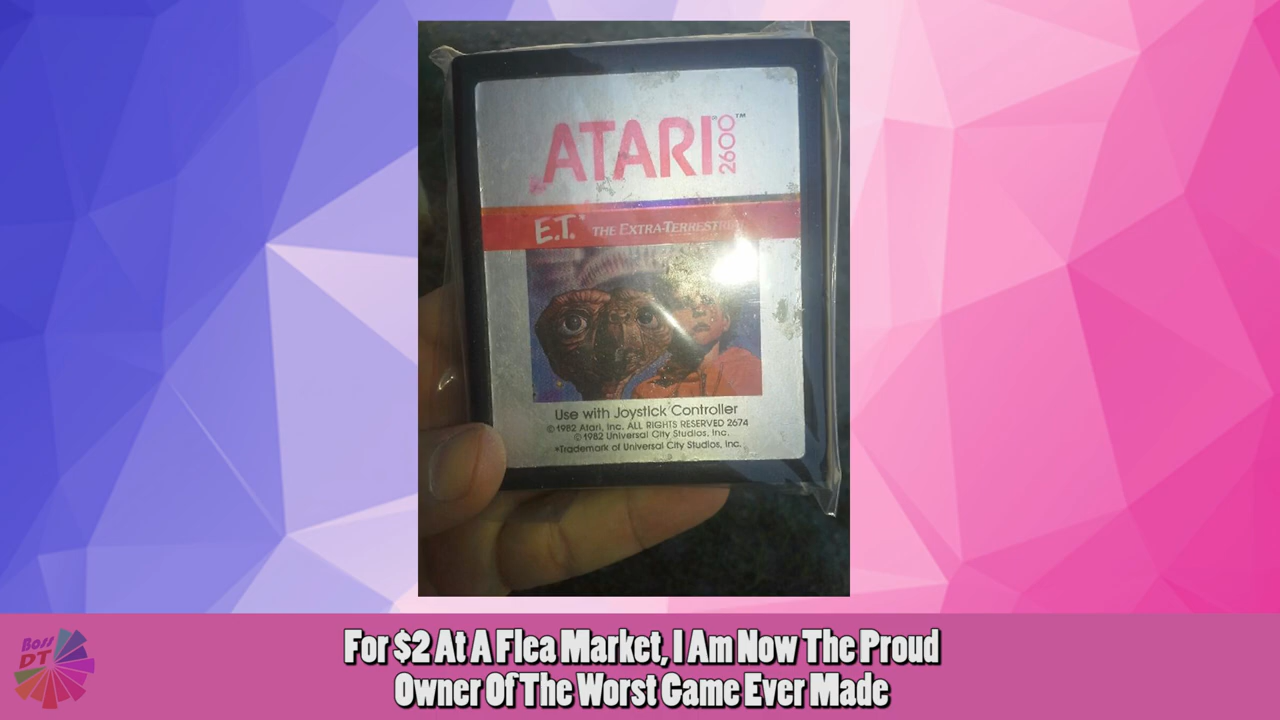 ATARI 2600™
E.T.* THE EXTRA-TERRESTRIAL
Use with Joystick Controller
© 1982 Atari, Inc. ALL RIGHTS RESERVED 2674
© 1982 Universal City Studios, Inc.
*Trademark of Universal City Studios, Inc.
Boss
DT
For $2 At A Flea Market, I Am Now The Proud
Owner Of The Worst Game Ever Made